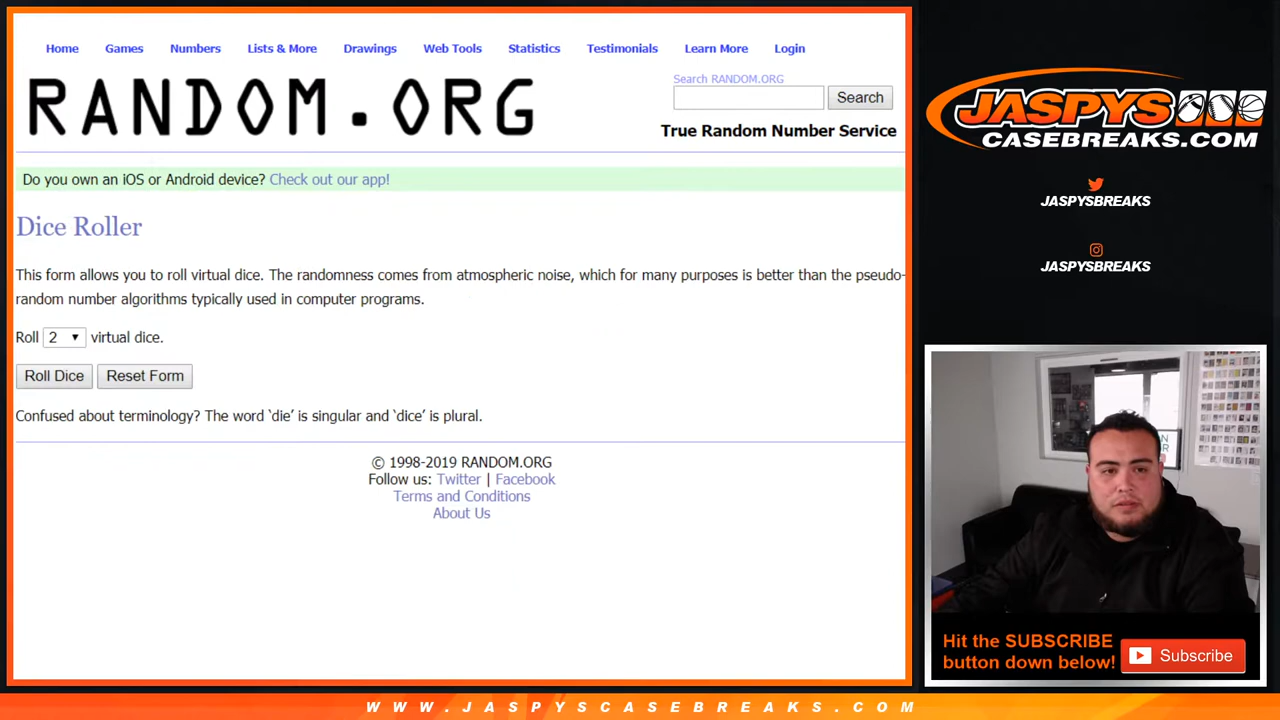 Home Games Numbers Lists & More Drawings Web Tools Statistics Testimonials Learn More Login
RANDOM.ORG
Search RANDOM.ORG
Search
True Random Number Service
Do you own an iOS or Android device? Check out our app!
Dice Roller
This form allows you to roll virtual dice. The randomness comes from atmospheric noise, which for many purposes is better than the pseudo-
random number algorithms typically used in computer programs.
Roll 2 virtual dice.
Roll Dice Reset Form
Confused about terminology? The word ‘die’ is singular and ‘dice’ is plural.
© 1998-2019 RANDOM.ORG
Follow us: Twitter | Facebook
Terms and Conditions
About Us
JASPYS
CASEBREAKS.COM
JASPYSBREAKS
JASPYSBREAKS
Hit the SUBSCRIBE
button down below!
Subscribe
WWW.JASPYSCASEBREAKS.COM